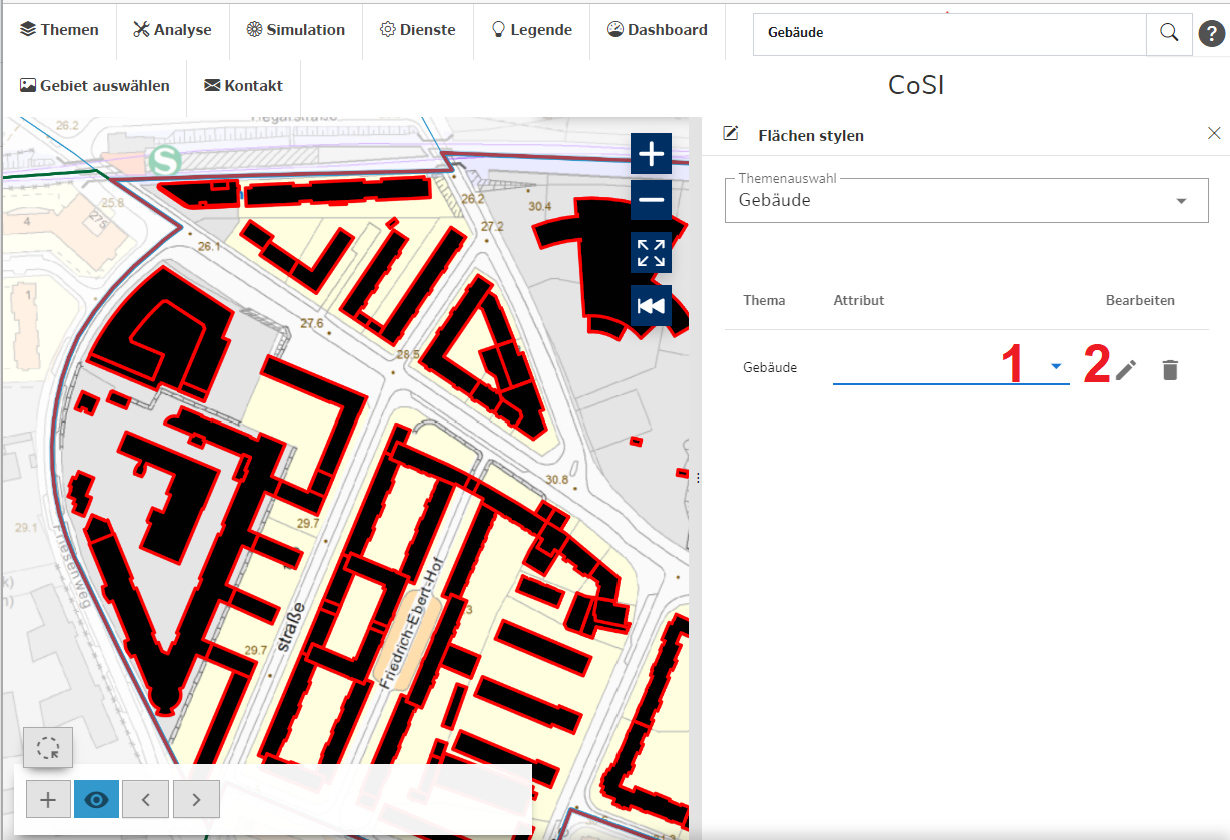 Themen
Analyse
Simulation
Dienste
Legende
Dashboard
Gebäude
?
Gebiet auswählen
Kontakt
CoSI
Flächen stylen
Themenauswahl
Gebäude
Thema
Attribut
Bearbeiten
Gebäude
1
2
26.2
S
25.8
4
275
26.1
26.2
30.4
27.2
1
27.6
28.5
30.8
29.1
29.7
Friesenweg
straße
Friedrich-Ebert-Hof
3
29.7